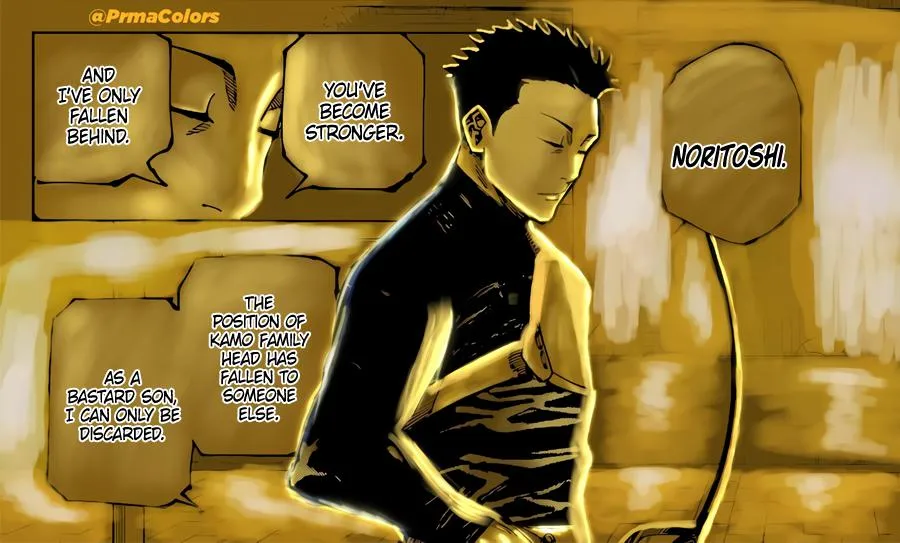 @PrmaColors
NORITOSHI.
YOU'VE
BECOME
STRONGER.
AND
I'VE ONLY
FALLEN
BEHIND.
THE
POSITION OF
KAMO FAMILY
HEAD HAS
FALLEN TO
SOMEONE
ELSE.
AS A
BASTARD SON,
I CAN ONLY BE
DISCARDED.